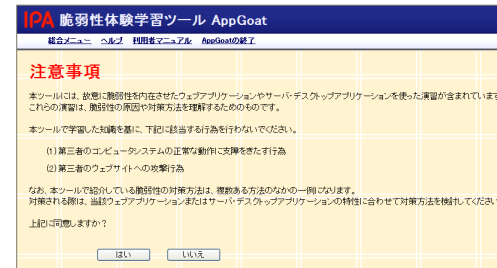 IPA 脆弱性体験学習ツール AppGoat
総合メニュー ヘルプ 利用者マニュアル AppGoatの終了
注意事項
本ツールには、故意に脆弱性を内在させたウェブアプリケーションやサーバ・デスクトップアプリケーションを使った演習が含まれています
これらの演習は、脆弱性の原因や対策方法を理解するためのものです。
本ツールで学習した知識を基に、下記に該当する行為を行わないでください。
(1)第三者のコンピュータシステムの正常な動作に支障をきたす行為
(2)第三者のウェブサイトへの攻撃行為
なお、本ツールで紹介している脆弱性の対策方法は、複数ある方法のなかの一例になります。
対策される際は、当該ウェブアプリケーションまたはサーバ・デスクトップアプリケーションの特性に合わせて対策方法を検討してください
上記に同意しますか？
はい いいえ